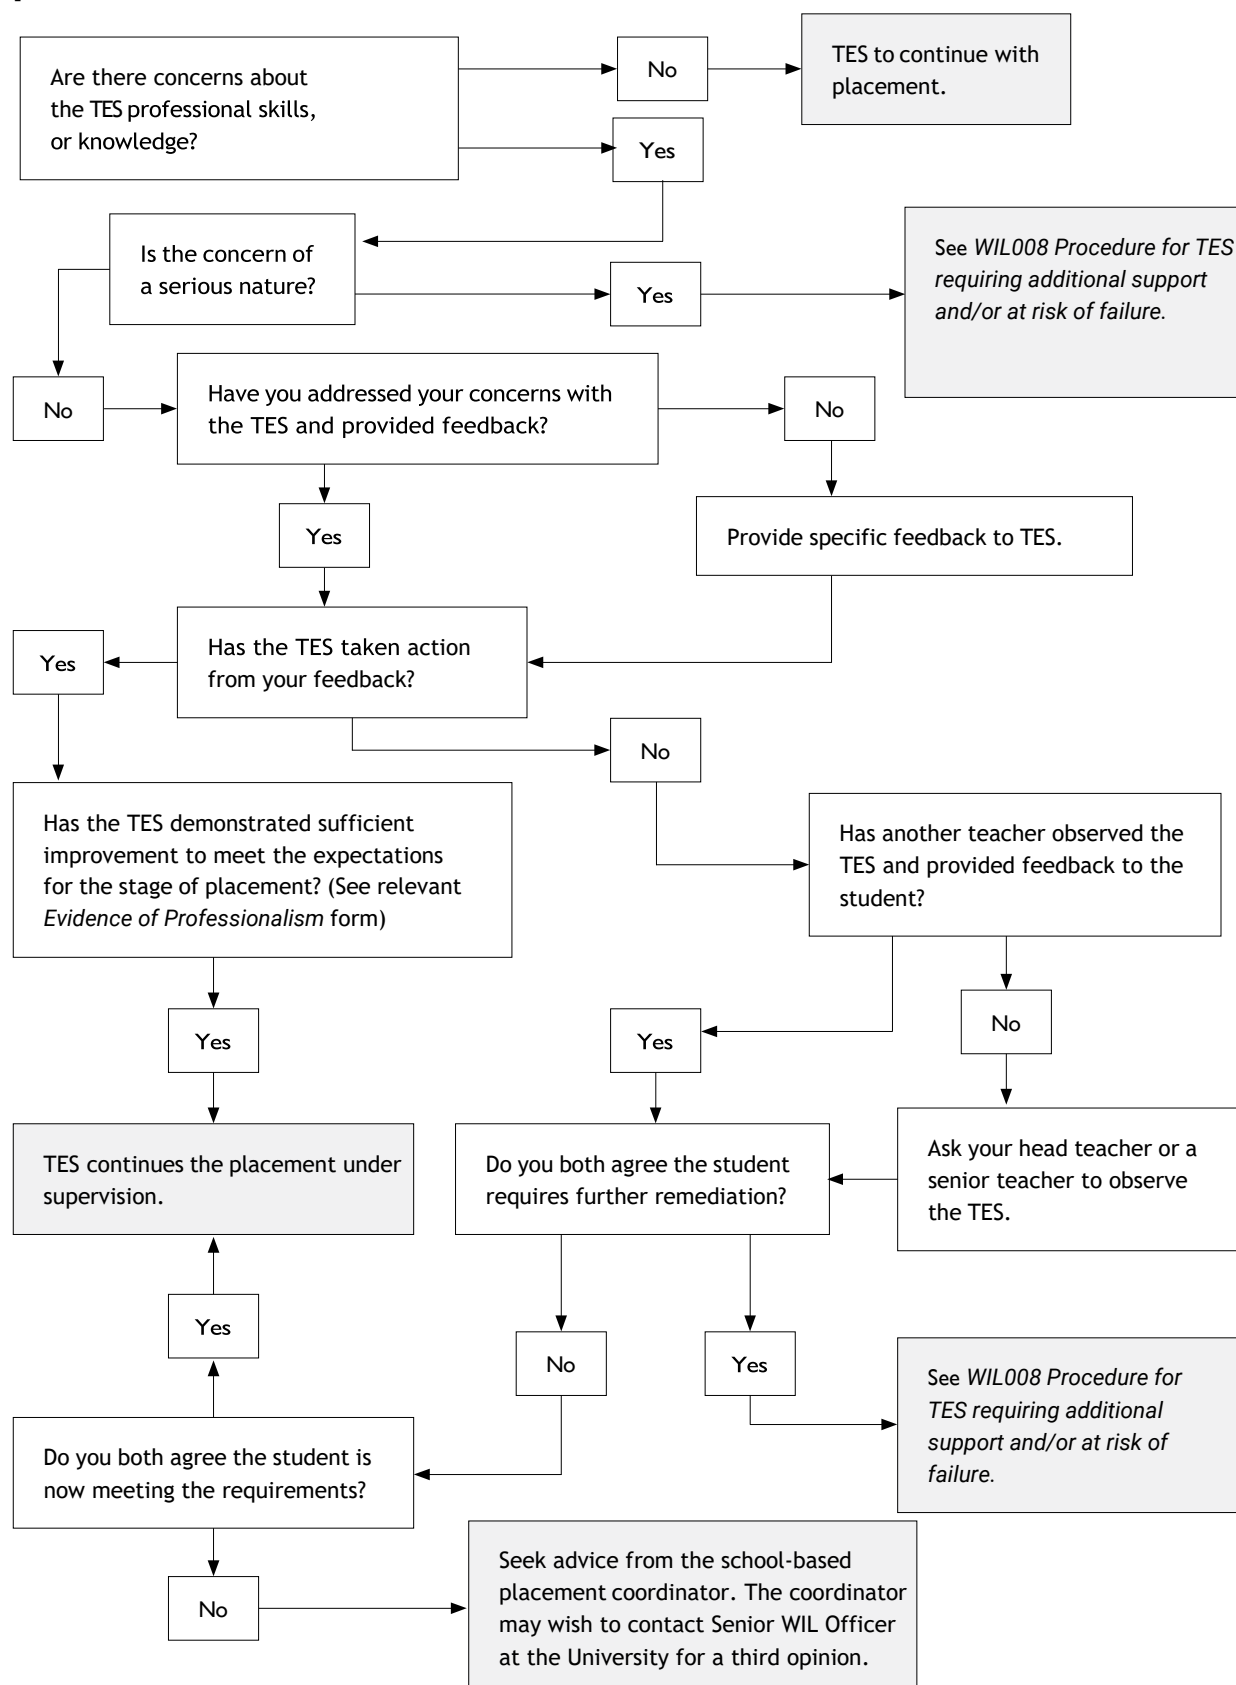 Are there concerns about
the TES professional skills,
or knowledge?
No
TES to continue with
placement.
Yes
Is the concern of
a serious nature?
Yes
See WIL008 Procedure for TES
requiring additional support
and/or at risk of failure.
No
Have you addressed your concerns with
the TES and provided feedback?
No
Yes
Provide specific feedback to TES.
Has the TES taken action
from your feedback?
Yes
No
Has the TES demonstrated sufficient
improvement to meet the expectations
for the stage of placement? (See relevant
Evidence of Professionalism form)
Has another teacher observed the
TES and provided feedback to the
student?
Yes
Yes
No
TES continues the placement under
supervision.
Do you both agree the student
requires further remediation?
Ask your head teacher or a
senior teacher to observe
the TES.
Yes
No
Yes
See WIL008 Procedure for
TES requiring additional
support and/or at risk of
failure.
Do you both agree the student is
now meeting the requirements?
No
Seek advice from the school-based
placement coordinator. The coordinator
may wish to contact Senior WIL Officer
at the University for a third opinion.